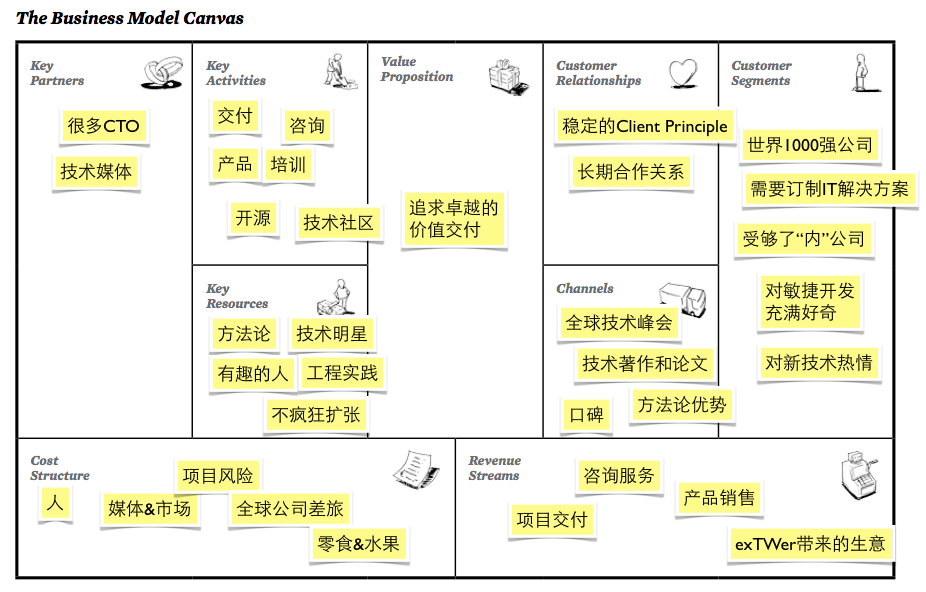 The Business Model Canvas
Key
Partners
很多CTO
技术媒体
Key
Activities
交付
咨询
产品
培训
开源
技术社区
Key
Resources
方法论
技术明星
有趣的人
工程实践
不疯狂扩张
Value
Proposition
追求卓越的
价值交付
Customer
Relationships
稳定的Client Principle
长期合作关系
Channels
全球技术峰会
技术著作和论文
口碑
方法论优势
Customer
Segments
世界1000强公司
需要订制IT解决方案
受够了“内”公司
对敏捷开发
充满好奇
对新技术热情
Cost
Structure
人
项目风险
媒体&市场
全球公司差旅
零食&水果
Revenue
Streams
咨询服务
产品销售
项目交付
exTWer带来的生意